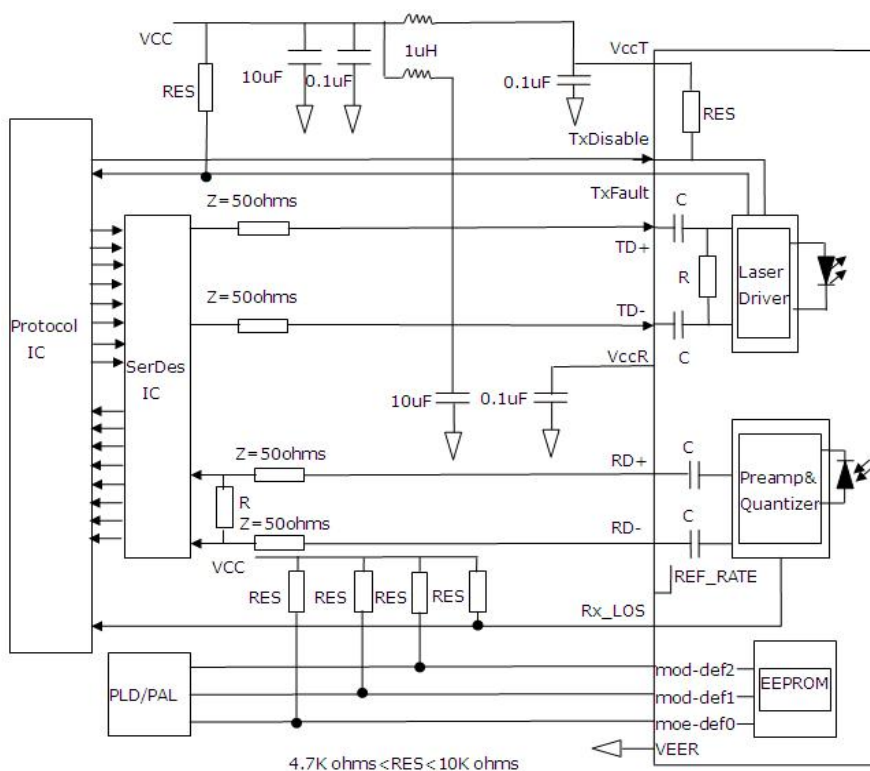 VCC
1uH
VccT
10uF
0.1uF
0.1uF
RES
RES
TxDisable
TxFault
Z=50ohms
C
TD+
R
Laser
Driver
Z=50ohms
TD-
C
Protocol
IC
SerDes
IC
VccR
10uF
0.1uF
Z=50ohms
RD+
C
Preamp&
Quantizer
R
Z=50ohms
RD-
C
VCC
REF_RATE
RES
RES
RES
RES
Rx_LOS
PLD/PAL
mod-def2
mod-def1
moe-def0
EEPROM
VEER
4.7K ohms<RES<10K ohms